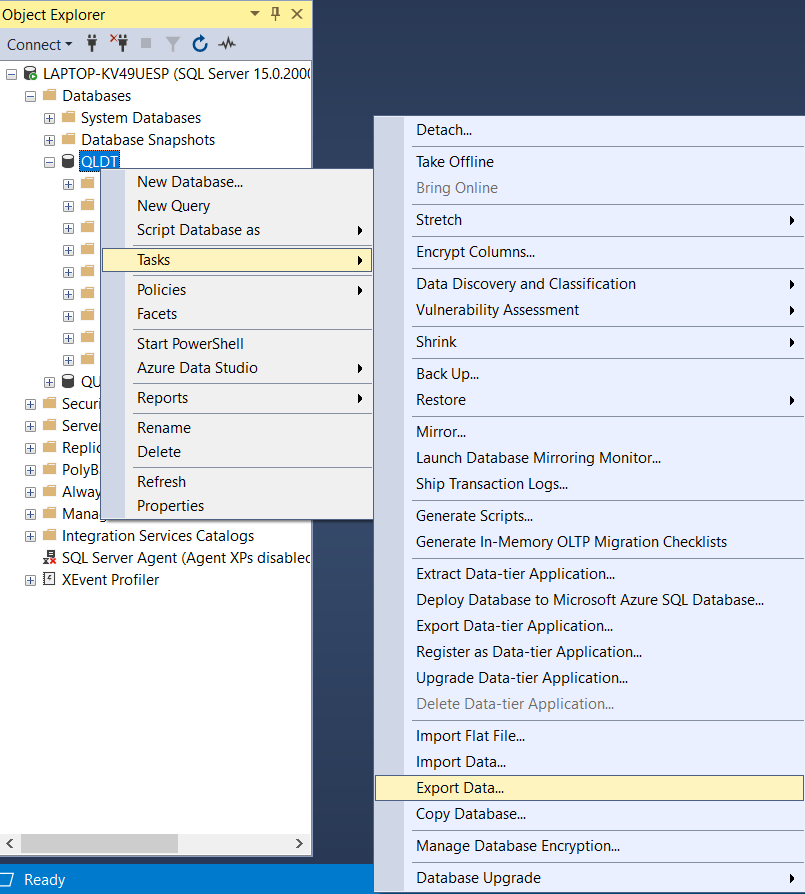 Object Explorer
Connect
LAPTOP-KV49UESP (SQL Server 15.0.2000
Databases
System Databases
Database Snapshots
QLDT
QU
Securi
Server
Replic
PolyB
Alway
Manag
Integration Services Catalogs
SQL Server Agent (Agent XPs disabled
XEvent Profiler
New Database...
New Query
Script Database as
Tasks
Policies
Facets
Start PowerShell
Azure Data Studio
Reports
Rename
Delete
Refresh
Properties
Detach...
Take Offline
Bring Online
Stretch
Encrypt Columns...
Data Discovery and Classification
Vulnerability Assessment
Shrink
Back Up...
Restore
Mirror...
Launch Database Mirroring Monitor...
Ship Transaction Logs...
Generate Scripts...
Generate In-Memory OLTP Migration Checklists
Extract Data-tier Application...
Deploy Database to Microsoft Azure SQL Database...
Export Data-tier Application...
Register as Data-tier Application...
Upgrade Data-tier Application...
Delete Data-tier Application...
Import Flat File...
Import Data...
Export Data...
Copy Database...
Manage Database Encryption...
Database Upgrade
Ready